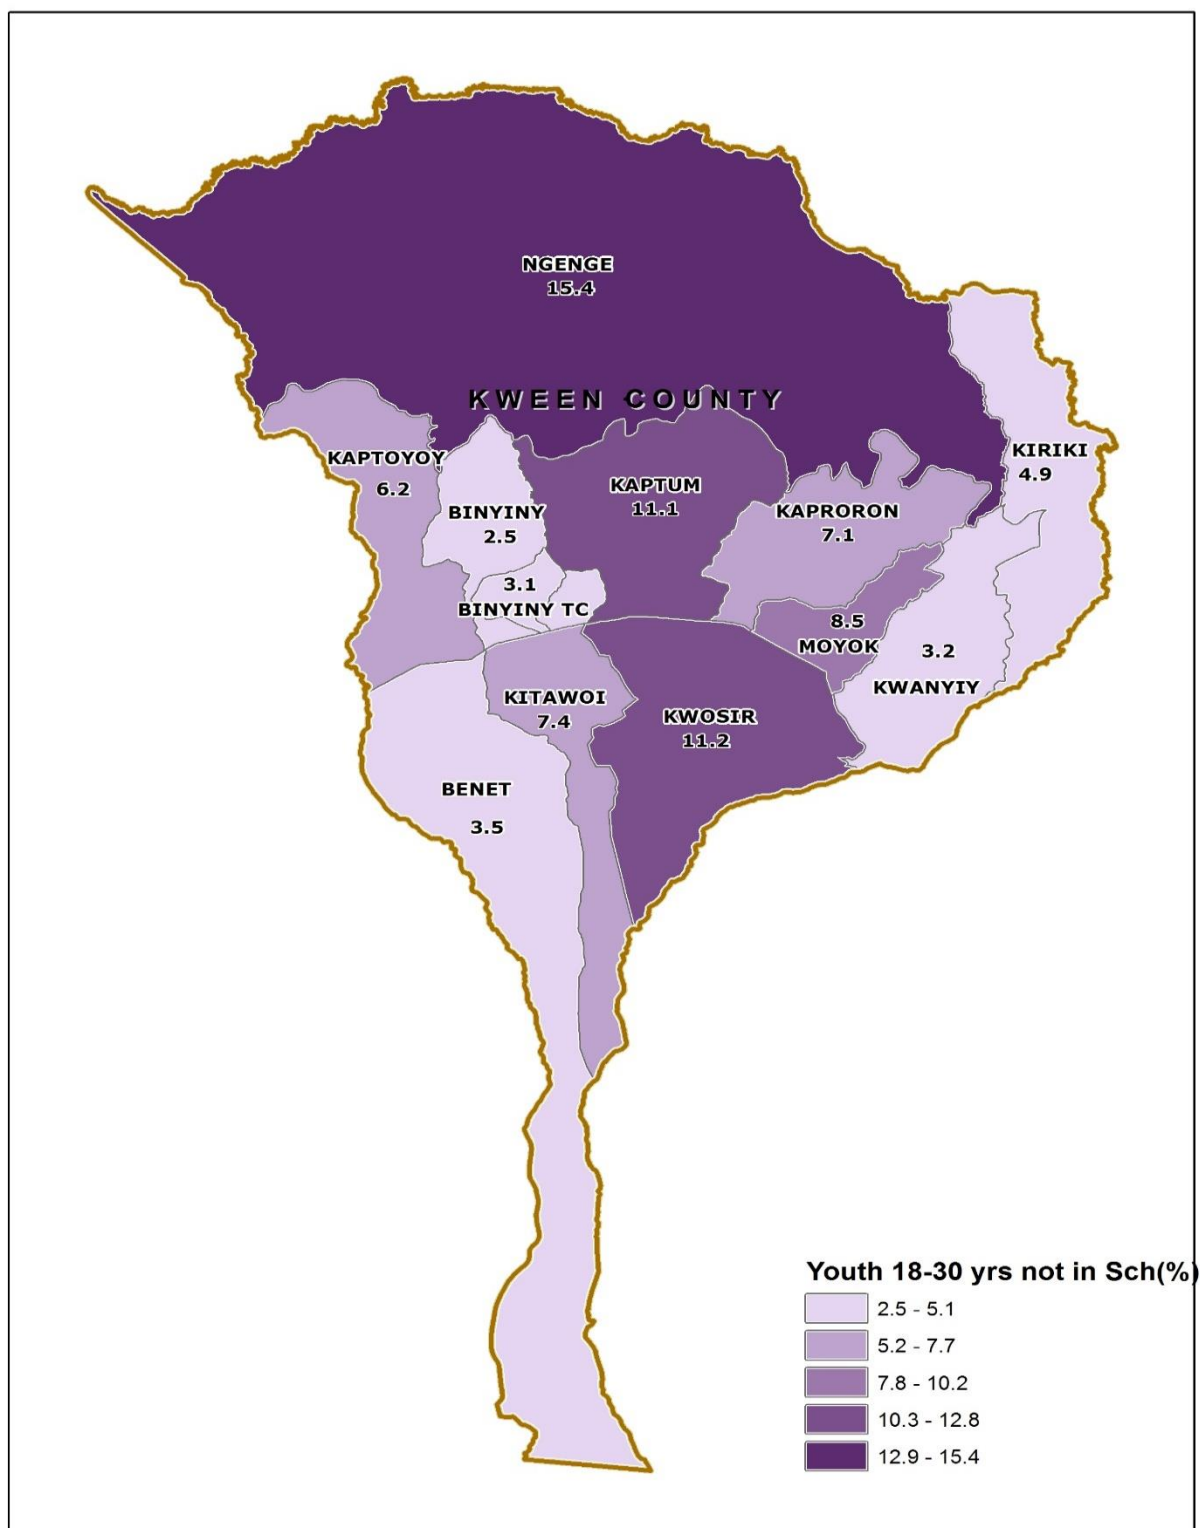 NGENGE
15.4
KWEEN COUNTY
KAPTOYOY
6.2
BINYINY
2.5
KAPTUM
11.1
KAPRORON
7.1
KIRIKI
4.9
3.1
BINYINY TC
8.5
MOYOK
3.2
KWANYIY
KITAWOI
7.4
KWOSIR
11.2
BENET
3.5
Youth 18-30 yrs not in Sch(%)
2.5 - 5.1
5.2 - 7.7
7.8 - 10.2
10.3 - 12.8
12.9 - 15.4